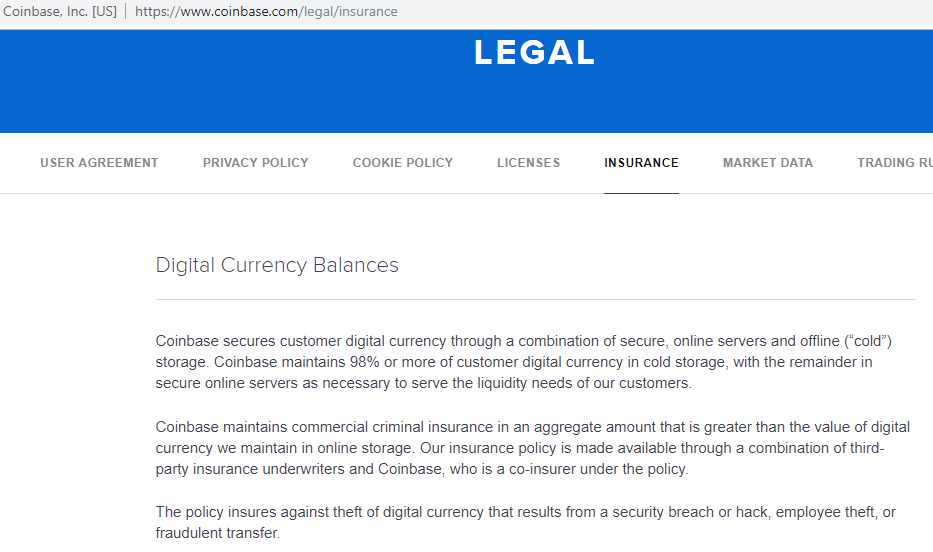 Coinbase, Inc. [US] | https://www.coinbase.com/legal/insurance
LEGAL
USER AGREEMENT PRIVACY POLICY COOKIE POLICY LICENSES INSURANCE MARKET DATA TRADING RU
Digital Currency Balances
Coinbase secures customer digital currency through a combination of secure, online servers and offline (“cold”)
storage. Coinbase maintains 98% or more of customer digital currency in cold storage, with the remainder in
secure online servers as necessary to serve the liquidity needs of our customers.
Coinbase maintains commercial criminal insurance in an aggregate amount that is greater than the value of digital
currency we maintain in online storage. Our insurance policy is made available through a combination of third-
party insurance underwriters and Coinbase, who is a co-insurer under the policy.
The policy insures against theft of digital currency that results from a security breach or hack, employee theft, or
fraudulent transfer.